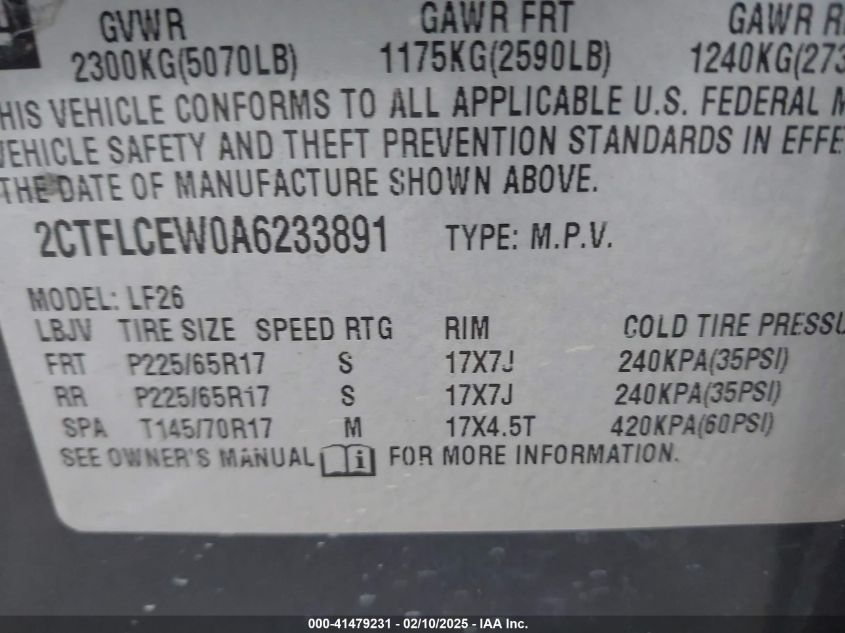 GVWR GAWR FRT GAWR
2300KG(5070LB) 1175KG(2590LB) 1240KG(273
HIS VEHICLE CONFORMS TO ALL APPLICABLE U.S. FEDERAL M
VEHICLE SAFETY AND THEFT PREVENTION STANDARDS IN EFFE
THE DATE OF MANUFACTURE SHOWN ABOVE.
2CTFLCEW0A6233891 TYPE: M.P.V.
MODEL: LF26
LBJV TIRE SIZE SPEED RTG RIM COLD TIRE PRESSU
FRT P225/65R17 S 17X7J 240KPA(35PSI)
RR P225/65R17 S 17X7J 240KPA(35PSI)
SPA T145/70R17 M 17X4.5T 420KPA(60PSI)
SEE OWNER'S MANUAL i FOR MORE INFORMATION.
000-41479231 - 02/10/2025 - IAA Inc.